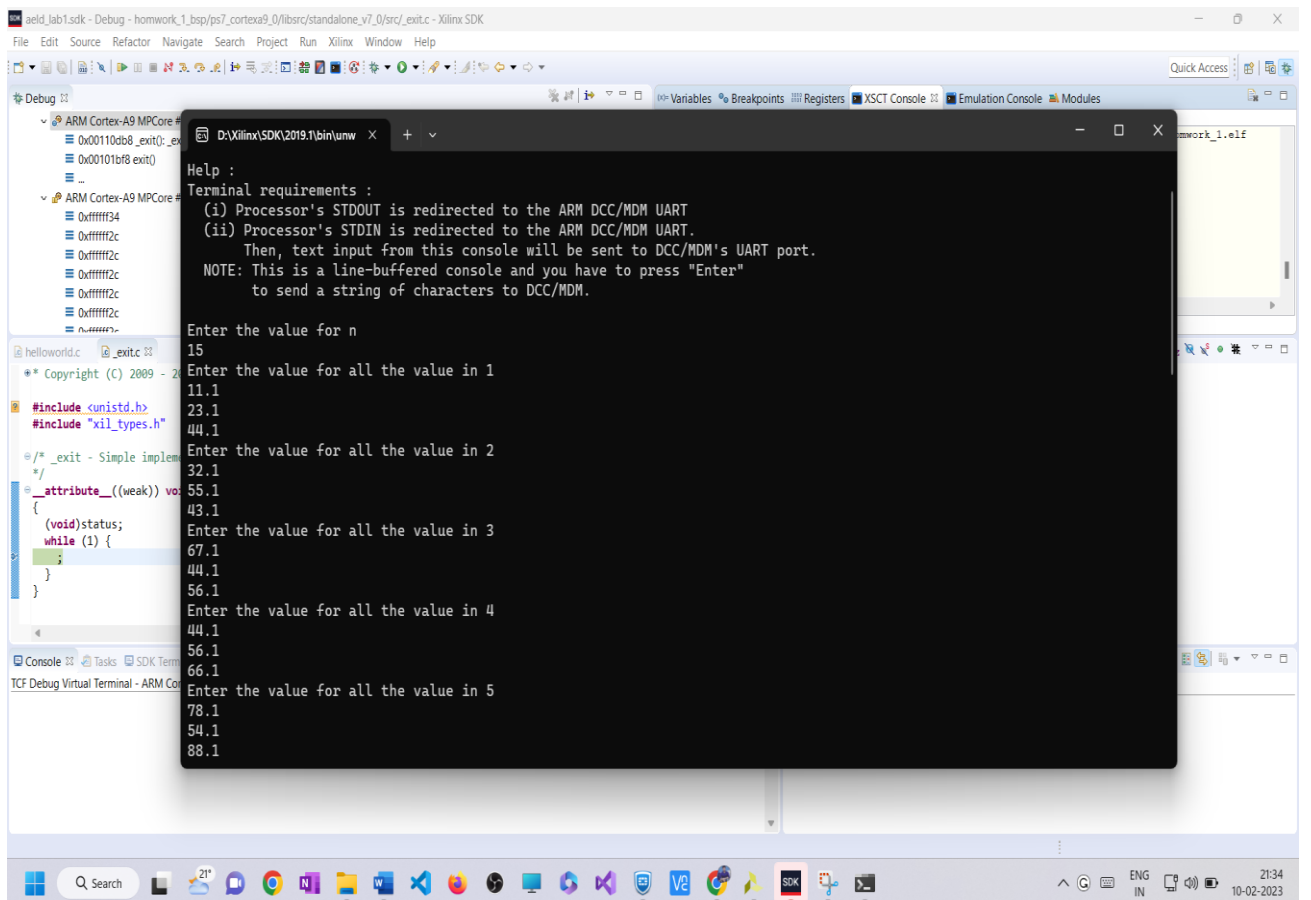 aeld_lab1.sdk - Debug - homwork_1_bsp/ps7_cortexa9_0/libsrc/standalone_v7_0/src/_exit.c - Xilinx SDK
File Edit Source Refactor Navigate Search Project Run Xilinx Window Help
Quick Access
Debug
(x)= Variables Breakpoints Registers XSCT Console Emulation Console Modules
ARM Cortex-A9 MPCore #
0x00110db8 _exit(): _ex
0x00101bf8 exit()
...
ARM Cortex-A9 MPCore #
0xffffff34
0xffffff2c
0xffffff2c
0xffffff2c
0xffffff2c
0xffffff2c
0xffffff2c
omwork_1.elf
D:\Xilinx\SDK\2019.1\bin\unw
Help :
Terminal requirements :
(i) Processor's STDOUT is redirected to the ARM DCC/MDM UART
(ii) Processor's STDIN is redirected to the ARM DCC/MDM UART.
Then, text input from this console will be sent to DCC/MDM's UART port.
NOTE: This is a line-buffered console and you have to press "Enter"
to send a string of characters to DCC/MDM.
Enter the value for n
15
Enter the value for all the value in 1
11.1
23.1
44.1
Enter the value for all the value in 2
32.1
55.1
43.1
Enter the value for all the value in 3
67.1
44.1
56.1
Enter the value for all the value in 4
44.1
56.1
66.1
Enter the value for all the value in 5
78.1
54.1
88.1
helloworld.c _exit.c
* Copyright (C) 2009 - 20
#include <unistd.h>
#include "xil_types.h"
/* _exit - Simple implem
*/
__attribute__((weak)) voi
{
(void)status;
while (1) {
;
}
}
Console Tasks SDK Term
TCF Debug Virtual Terminal - ARM Cor
Search
21°
SDK
ENG
IN
21:34
10-02-2023